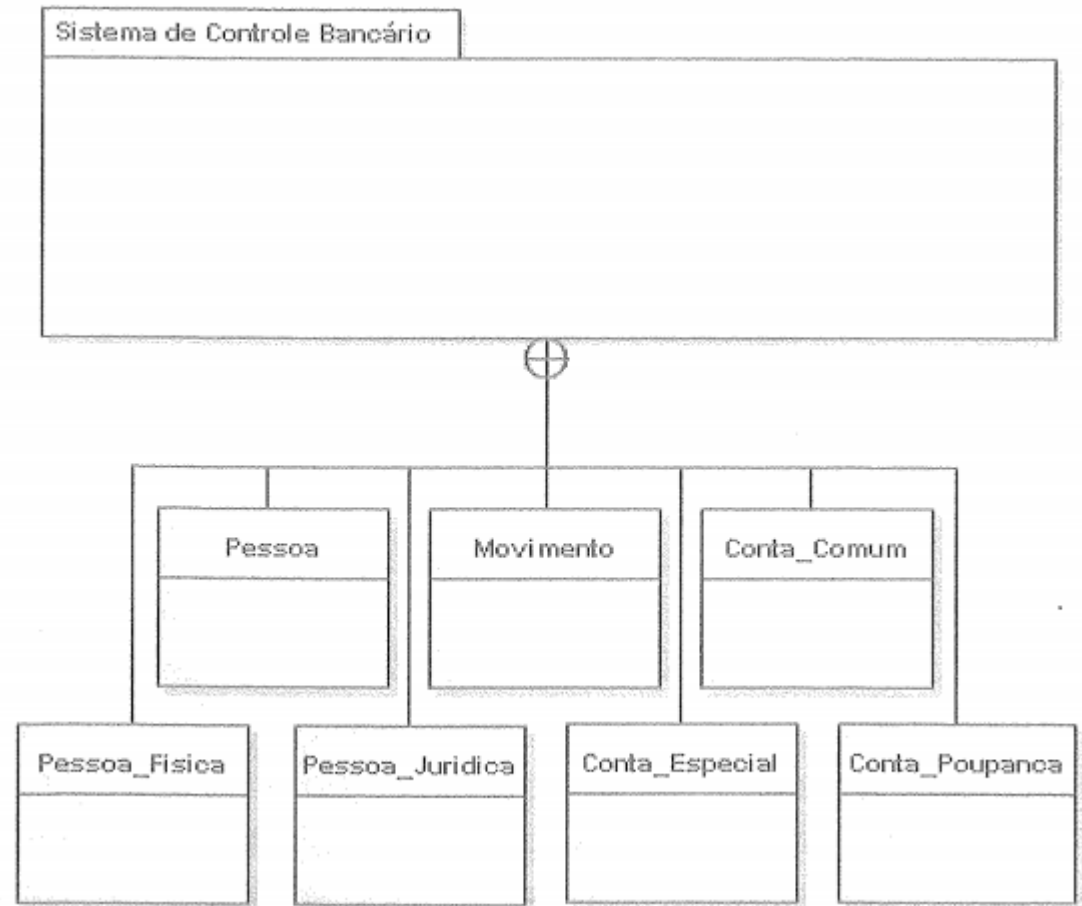 Sistema de Controle Bancário
Pessoa
Movimento
Conta_Comum
Pessoa_Fisica
Pessoa_Juridica
Conta_Especial
Conta_Poupanca